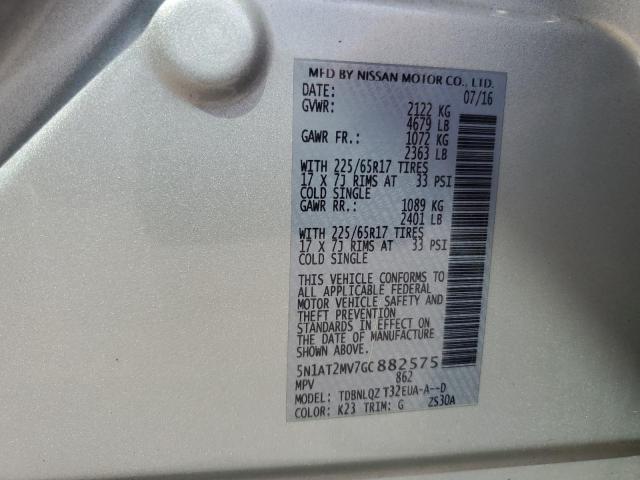 MFD BY NISSAN MOTOR CO., LTD.
DATE: 07/16
GVWR: 2122 KG
4679 LB
GAWR FR.: 1072 KG
2363 LB
WITH 225/65R17 TIRES
17 X 7J RIMS AT 33 PSI
COLD SINGLE
GAWR RR.: 1089 KG
2401 LB
WITH 225/65R17 TIRES
17 X 7J RIMS AT 33 PSI
COLD SINGLE
THIS VEHICLE CONFORMS TO
ALL APPLICABLE FEDERAL
MOTOR VEHICLE SAFETY AND
THEFT PREVENTION
STANDARDS IN EFFECT ON
THE DATE OF MANUFACTURE
SHOWN ABOVE.
5N1AT2MV7GC882575
MPV 862
MODEL: TDBNLQZ T32EUA-A--D
COLOR: K23 TRIM: G ZS30A